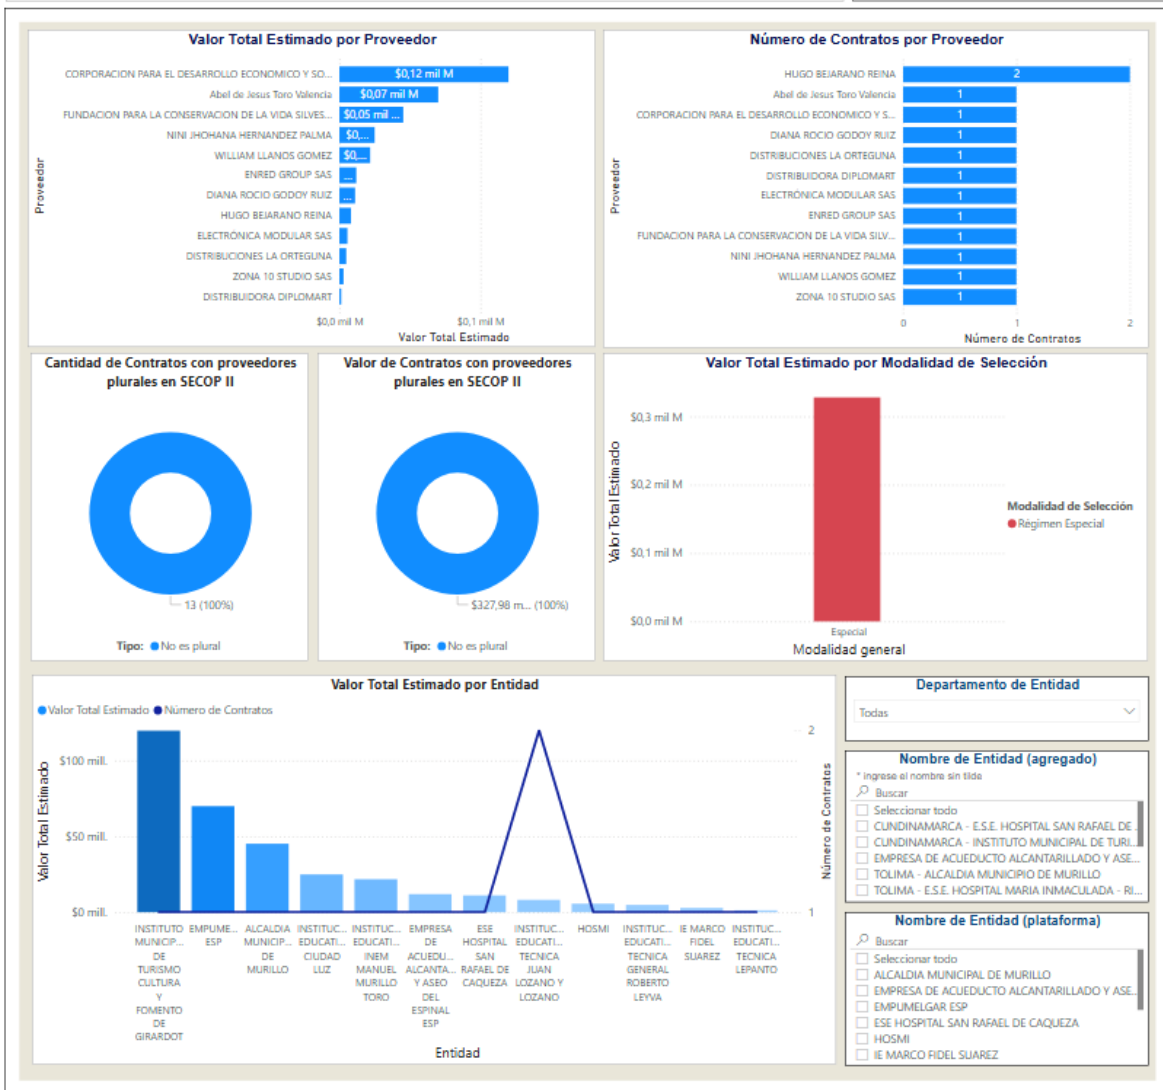 Valor Total Estimado por Proveedor
Proveedor
CORPORACION PARA EL DESARROLLO ECONOMICO Y SO...
$0,12 mil M
Abel de Jesus Toro Valencia
$0,07 mil M
FUNDACION PARA LA CONSERVACION DE LA VIDA SILVES...
$0,05 mil ...
NINI JHOHANA HERNANDEZ PALMA
$0,...
WILLIAM LLANOS GOMEZ
$0,...
ENRED GROUP SAS
...
DIANA ROCIO GODOY RUIZ
...
HUGO BEJARANO REINA
ELECTRÓNICA MODULAR SAS
DISTRIBUCIONES LA ORTEGUNA
ZONA 10 STUDIO SAS
DISTRIBUIDORA DIPLOMART
$0,0 mil M
$0,1 mil M
Valor Total Estimado
Número de Contratos por Proveedor
Proveedor
HUGO BEJARANO REINA
2
Abel de Jesus Toro Valencia
1
CORPORACION PARA EL DESARROLLO ECONOMICO Y S...
1
DIANA ROCIO GODOY RUIZ
1
DISTRIBUCIONES LA ORTEGUNA
1
DISTRIBUIDORA DIPLOMART
1
ELECTRÓNICA MODULAR SAS
1
ENRED GROUP SAS
1
FUNDACION PARA LA CONSERVACION DE LA VIDA SILV...
1
NINI JHOHANA HERNANDEZ PALMA
1
WILLIAM LLANOS GOMEZ
1
ZONA 10 STUDIO SAS
1
0
1
2
Número de Contratos
Cantidad de Contratos con proveedores
plurales en SECOP II
13 (100%)
Tipo: No es plural
Valor de Contratos con proveedores
plurales en SECOP II
$327,98 m... (100%)
Tipo: No es plural
Valor Total Estimado por Modalidad de Selección
Valor Total Estimado
$0,3 mil M
$0,2 mil M
$0,1 mil M
$0,0 mil M
Especial
Modalidad general
Modalidad de Selección
Régimen Especial
Valor Total Estimado por Entidad
Valor Total Estimado Número de Contratos
Valor Total Estimado
$100 mill.
$50 mill.
$0 mill.
2
1
Número de Contratos
INSTITUTO
MUNICIP...
DE
TURISMO
CULTURA
Y
FOMENTO
DE
GIRARDOT
EMPUME...
ESP
ALCALDIA
MUNICIP...
DE
MURILLO
INSTITUC...
EDUCATI...
CIUDAD
LUZ
INSTITUC...
EDUCATI...
INEM
MANUEL
MURILLO
TORO
EMPRESA
DE
ACUEDU...
ALCANTA...
Y ASEO
DEL
ESPINAL
ESP
ESE
HOSPITAL
SAN
RAFAEL DE
CAQUEZA
INSTITUC...
EDUCATI...
TECNICA
JUAN
LOZANO Y
LOZANO
HOSMI
INSTITUC...
EDUCATI...
TECNICA
GENERAL
ROBERTO
LEYVA
IE MARCO
FIDEL
SUAREZ
INSTITUC...
EDUCATI...
TECNICA
LEPANTO
Entidad
Departamento de Entidad
Todas
Nombre de Entidad (agregado)
* ingrese el nombre sin tilde
Buscar
Seleccionar todo
CUNDINAMARCA - E.S.E. HOSPITAL SAN RAFAEL DE ...
CUNDINAMARCA - INSTITUTO MUNICIPAL DE TURI...
EMPRESA DE ACUEDUCTO ALCANTARILLADO Y ASE...
TOLIMA - ALCALDIA MUNICIPIO DE MURILLO
TOLIMA - E.S.E. HOSPITAL MARIA INMACULADA - RI...
Nombre de Entidad (plataforma)
Buscar
Seleccionar todo
ALCALDIA MUNICIPAL DE MURILLO
EMPRESA DE ACUEDUCTO ALCANTARILLADO Y ASE...
EMPUMELGAR ESP
ESE HOSPITAL SAN RAFAEL DE CAQUEZA
HOSMI
IE MARCO FIDEL SUAREZ